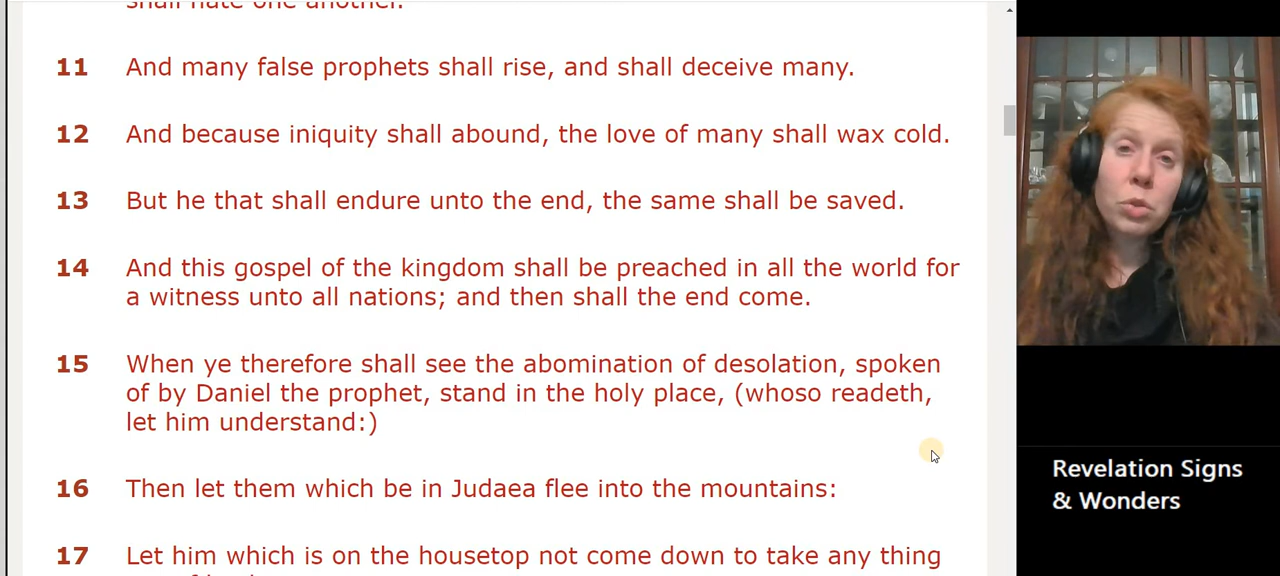 shall hate one another.
11 And many false prophets shall rise, and shall deceive many.
12 And because iniquity shall abound, the love of many shall wax cold.
13 But he that shall endure unto the end, the same shall be saved.
14 And this gospel of the kingdom shall be preached in all the world for
a witness unto all nations; and then shall the end come.
15 When ye therefore shall see the abomination of desolation, spoken
of by Daniel the prophet, stand in the holy place, (whoso readeth,
let him understand:)
16 Then let them which be in Judaea flee into the mountains:
17 Let him which is on the housetop not come down to take any thing
Revelation Signs
& Wonders